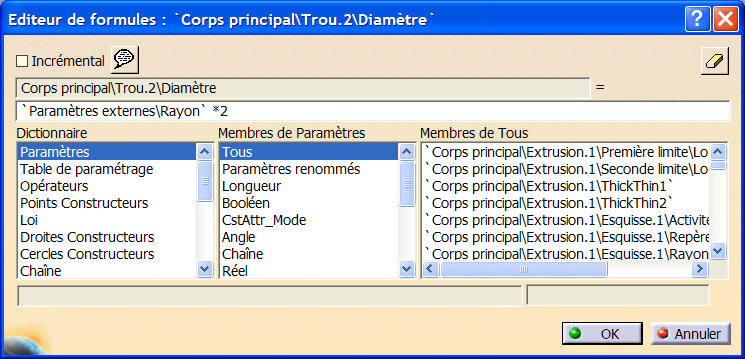 Editeur de formules : `Corps principal\Trou.2\Diamètre`
Incrémental
Corps principal\Trou.2\Diamètre =
`Paramètres externes\Rayon` *2
Dictionnaire Membres de Paramètres Membres de Tous
Paramètres Tous `Corps principal\Extrusion.1\Première limite\Lo
Table de paramétrage Paramètres renommés `Corps principal\Extrusion.1\Seconde limite\Lo
Opérateurs Longueur `Corps principal\Extrusion.1\ThickThin1`
Points Constructeurs Booléen `Corps principal\Extrusion.1\ThickThin2`
Loi CstAttr_Mode `Corps principal\Extrusion.1\Esquisse.1\Activité
Droites Constructeurs Angle `Corps principal\Extrusion.1\Esquisse.1\Repère
Cercles Constructeurs Chaîne `Corps principal\Extrusion.1\Esquisse.1\Rayon
Chaîne Réel
OK Annuler